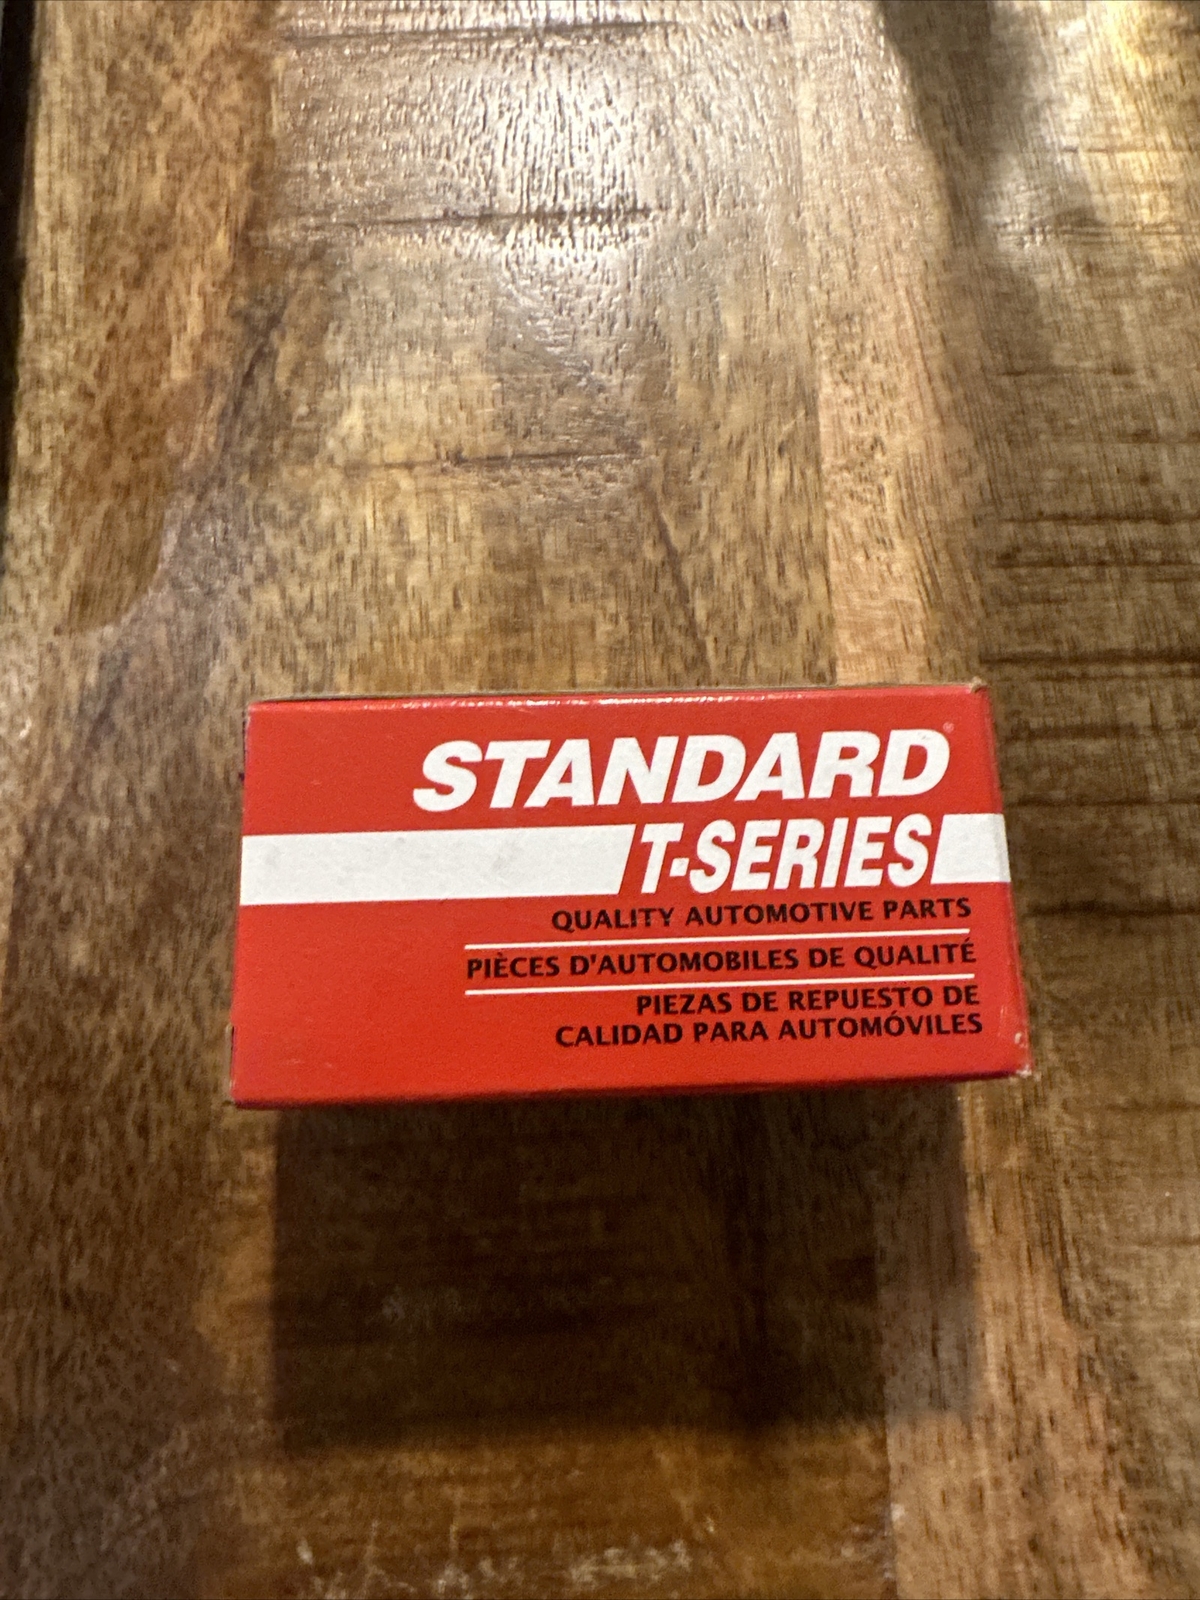 STANDARD®
T-SERIES
QUALITY AUTOMOTIVE PARTS
PIÈCES D'AUTOMOBILES DE QUALITÉ
PIEZAS DE REPUESTO DE
CALIDAD PARA AUTOMÓVILES